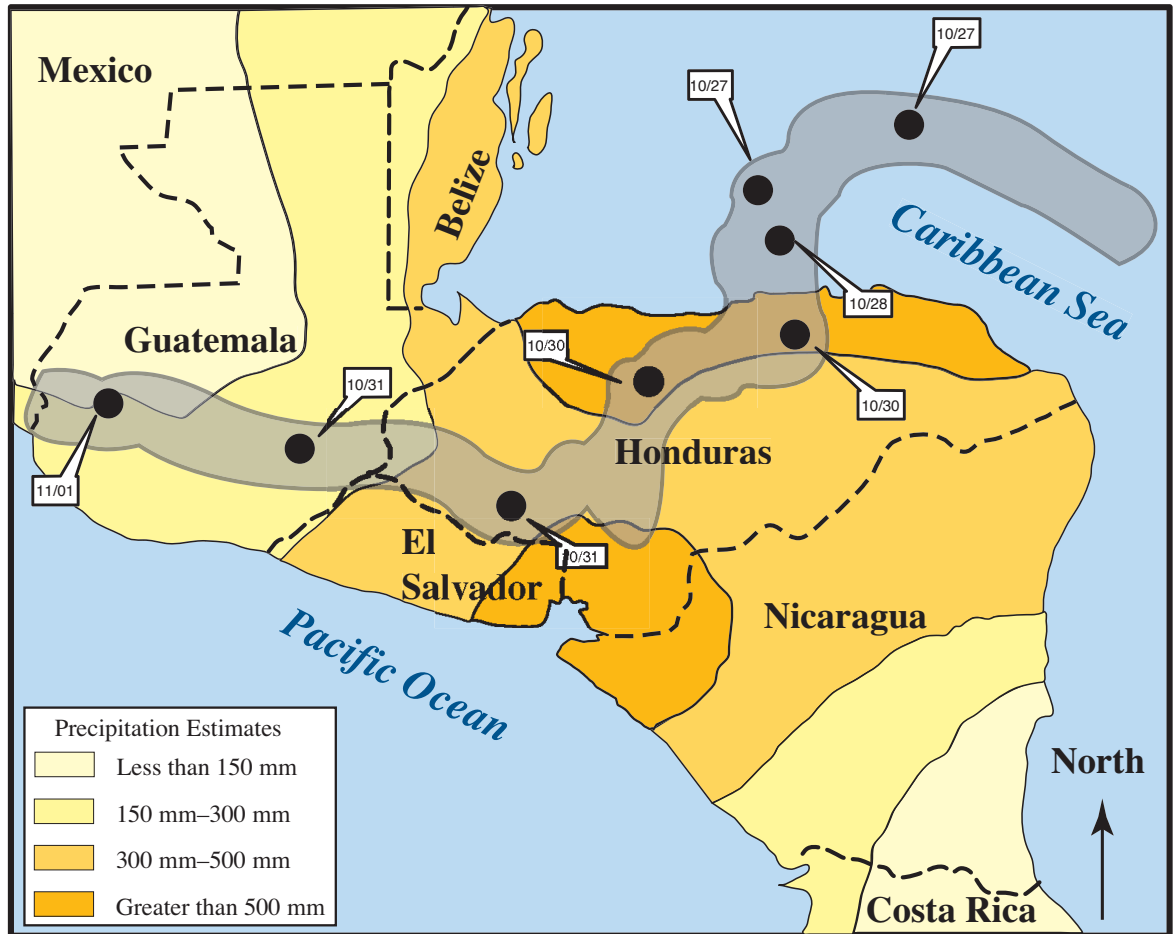 10/27
Mexico
10/27
Belize
Caribbean Sea
10/28
Guatemala
10/30
10/31
10/30
Honduras
11/01
El
Salvador
10/31
Nicaragua
Pacific Ocean
Precipitation Estimates
Less than 150 mm
150 mm–300 mm
300 mm–500 mm
Greater than 500 mm
North
Costa Rica